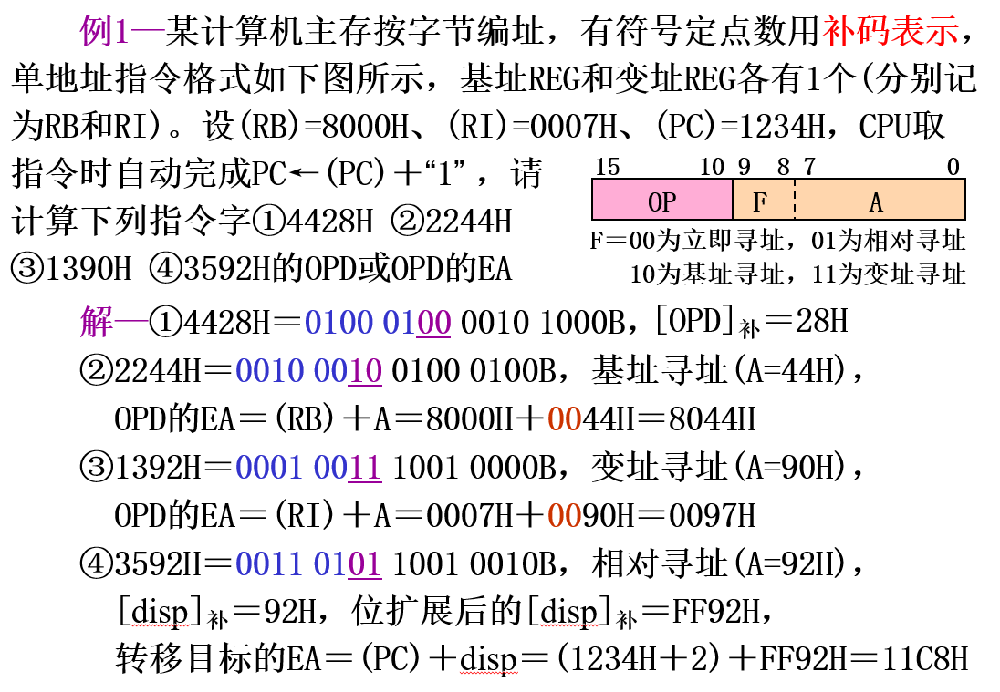 例1—某计算机主存按字节编址，有符号定点数用补码表示，
单地址指令格式如下图所示，基址REG和变址REG各有1个(分别记
为RB和RI)。设(RB)=8000H、(RI)=0007H、(PC)=1234H，CPU取
指令时自动完成PC←(PC)＋“1”，请
计算下列指令字①4428H ②2244H
③1390H ④3592H的OPD或OPD的EA
15 10 9 8 7 0
OP F A
F＝00为立即寻址，01为相对寻址
10为基址寻址，11为变址寻址
解—①4428H＝0100 0100 0010 1000B，[OPD]补＝28H
②2244H＝0010 0010 0100 0100B，基址寻址(A=44H)，
OPD的EA＝(RB)＋A＝8000H＋0044H＝8044H
③1392H＝0001 0011 1001 0000B，变址寻址(A=90H)，
OPD的EA＝(RI)＋A＝0007H＋0090H＝0097H
④3592H＝0011 0101 1001 0010B，相对寻址(A=92H)，
[disp]补＝92H，位扩展后的[disp]补＝FF92H，
转移目标的EA＝(PC)＋disp＝(1234H＋2)＋FF92H＝11C8H